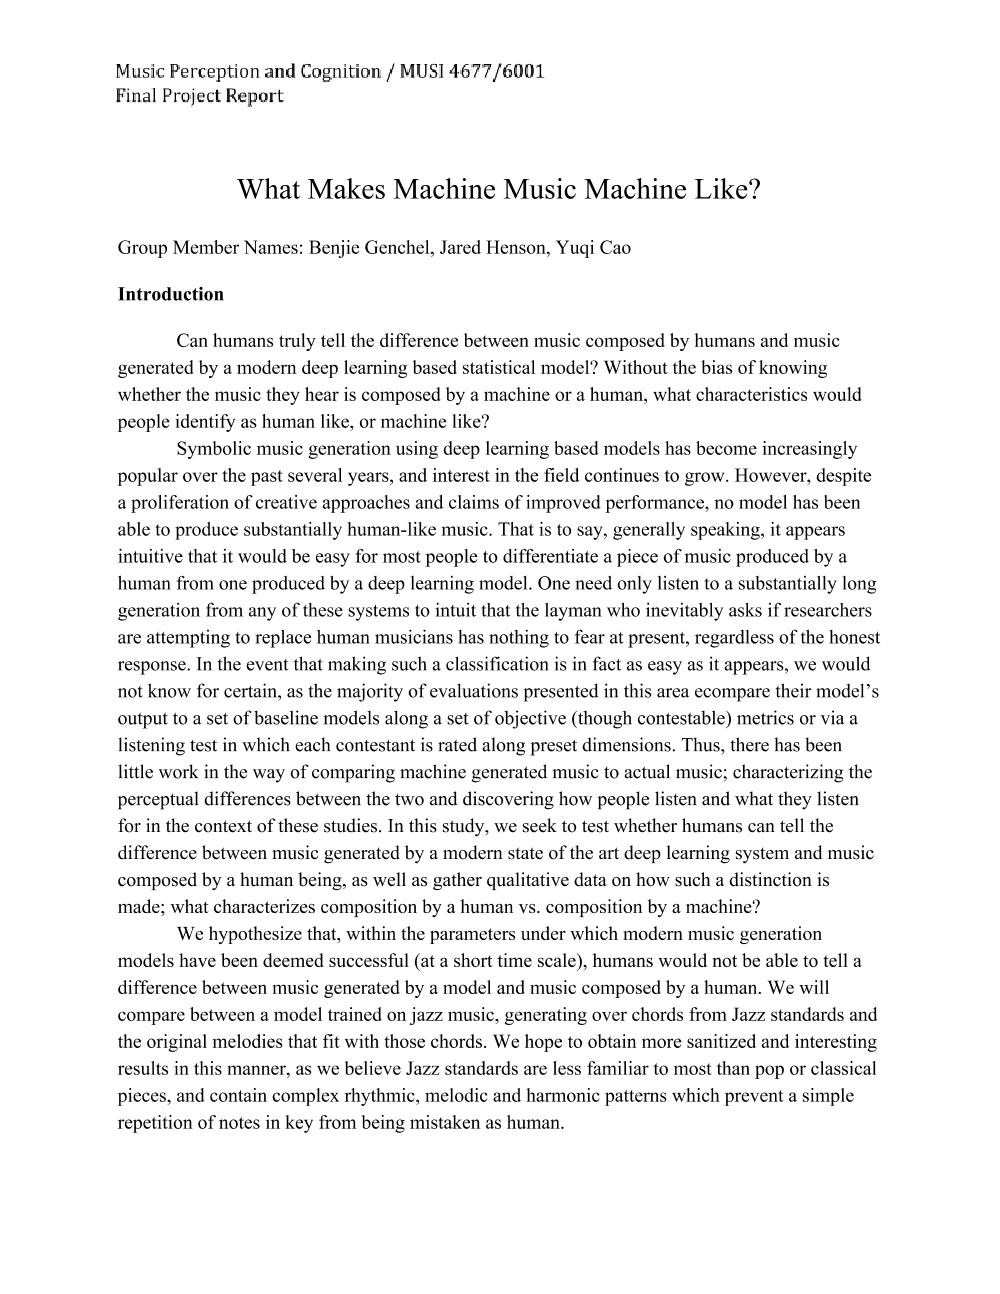 Music Perception and Cognition / MUSI 4677/6001
Final Project Report
What Makes Machine Music Machine Like?
Group Member Names: Benjie Genchel, Jared Henson, Yuqi Cao
Introduction
Can humans truly tell the difference between music composed by humans and music
generated by a modern deep learning based statistical model? Without the bias of knowing
whether the music they hear is composed by a machine or a human, what characteristics would
people identify as human like, or machine like?
Symbolic music generation using deep learning based models has become increasingly
popular over the past several years, and interest in the field continues to grow. However, despite
a proliferation of creative approaches and claims of improved performance, no model has been
able to produce substantially human-like music. That is to say, generally speaking, it appears
intuitive that it would be easy for most people to differentiate a piece of music produced by a
human from one produced by a deep learning model. One need only listen to a substantially long
generation from any of these systems to intuit that the layman who inevitably asks if researchers
are attempting to replace human musicians has nothing to fear at present, regardless of the honest
response. In the event that making such a classification is in fact as easy as it appears, we would
not know for certain, as the majority of evaluations presented in this area ecompare their model’s
output to a set of baseline models along a set of objective (though contestable) metrics or via a
listening test in which each contestant is rated along preset dimensions. Thus, there has been
little work in the way of comparing machine generated music to actual music; characterizing the
perceptual differences between the two and discovering how people listen and what they listen
for in the context of these studies. In this study, we seek to test whether humans can tell the
difference between music generated by a modern state of the art deep learning system and music
composed by a human being, as well as gather qualitative data on how such a distinction is
made; what characterizes composition by a human vs. composition by a machine?
We hypothesize that, within the parameters under which modern music generation
models have been deemed successful (at a short time scale), humans would not be able to tell a
difference between music generated by a model and music composed by a human. We will
compare between a model trained on jazz music, generating over chords from Jazz standards and
the original melodies that fit with those chords. We hope to obtain more sanitized and interesting
results in this manner, as we believe Jazz standards are less familiar to most than pop or classical
pieces, and contain complex rhythmic, melodic and harmonic patterns which prevent a simple
repetition of notes in key from being mistaken as human.